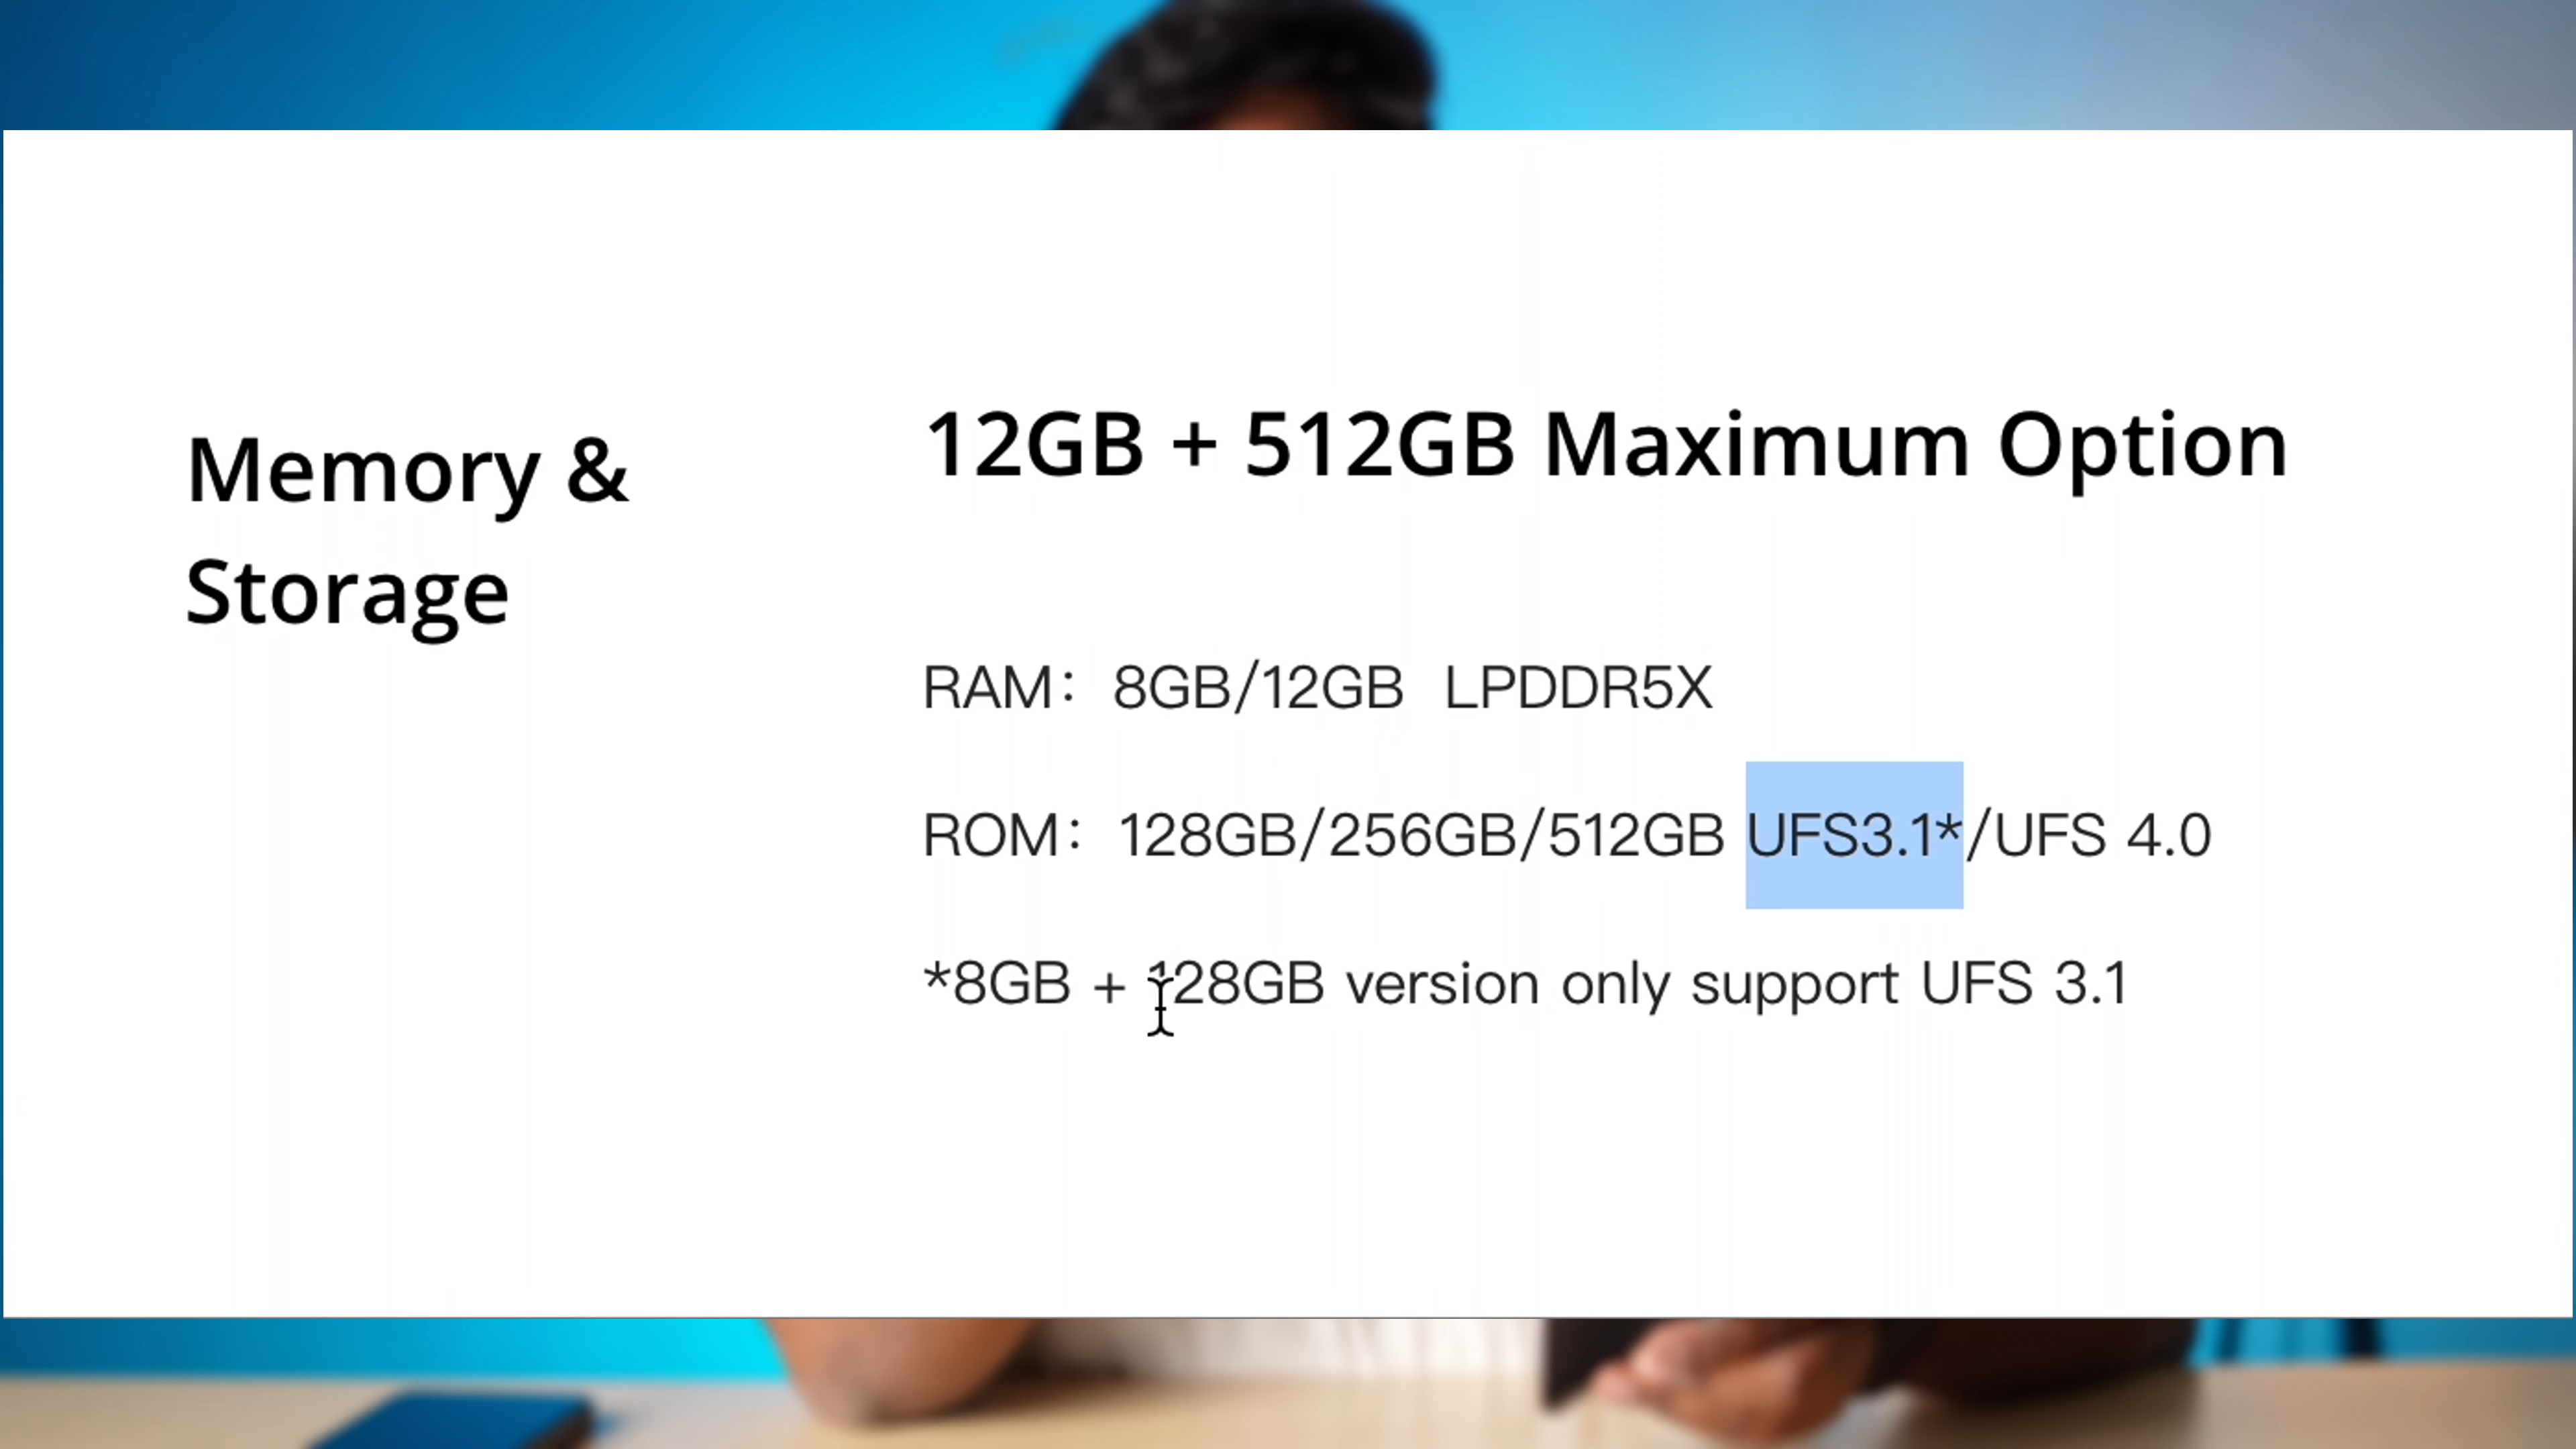 Memory &
Storage
12GB + 512GB Maximum Option
RAM: 8GB/12GB LPDDR5X
ROM: 128GB/256GB/512GB UFS3.1*/UFS 4.0
*8GB + 128GB version only support UFS 3.1